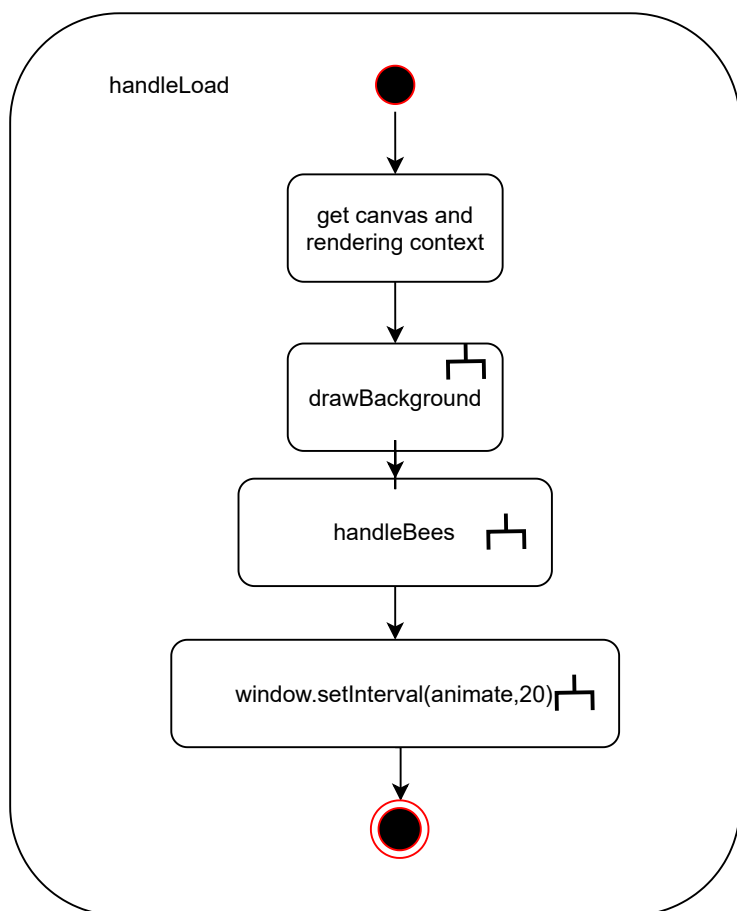 handleLoad
get canvas and
rendering context
drawBackground
handleBees
window.setInterval(animate,20)